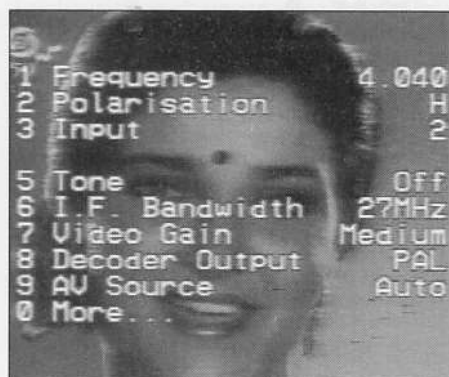 1 Frequency 4.040
2 Polarisation H
3 Input 2
5 Tone Off
6 I.F. Bandwidth 27MHz
7 Video Gain Medium
8 Decoder Output PAL
9 AV Source Auto
0 More...